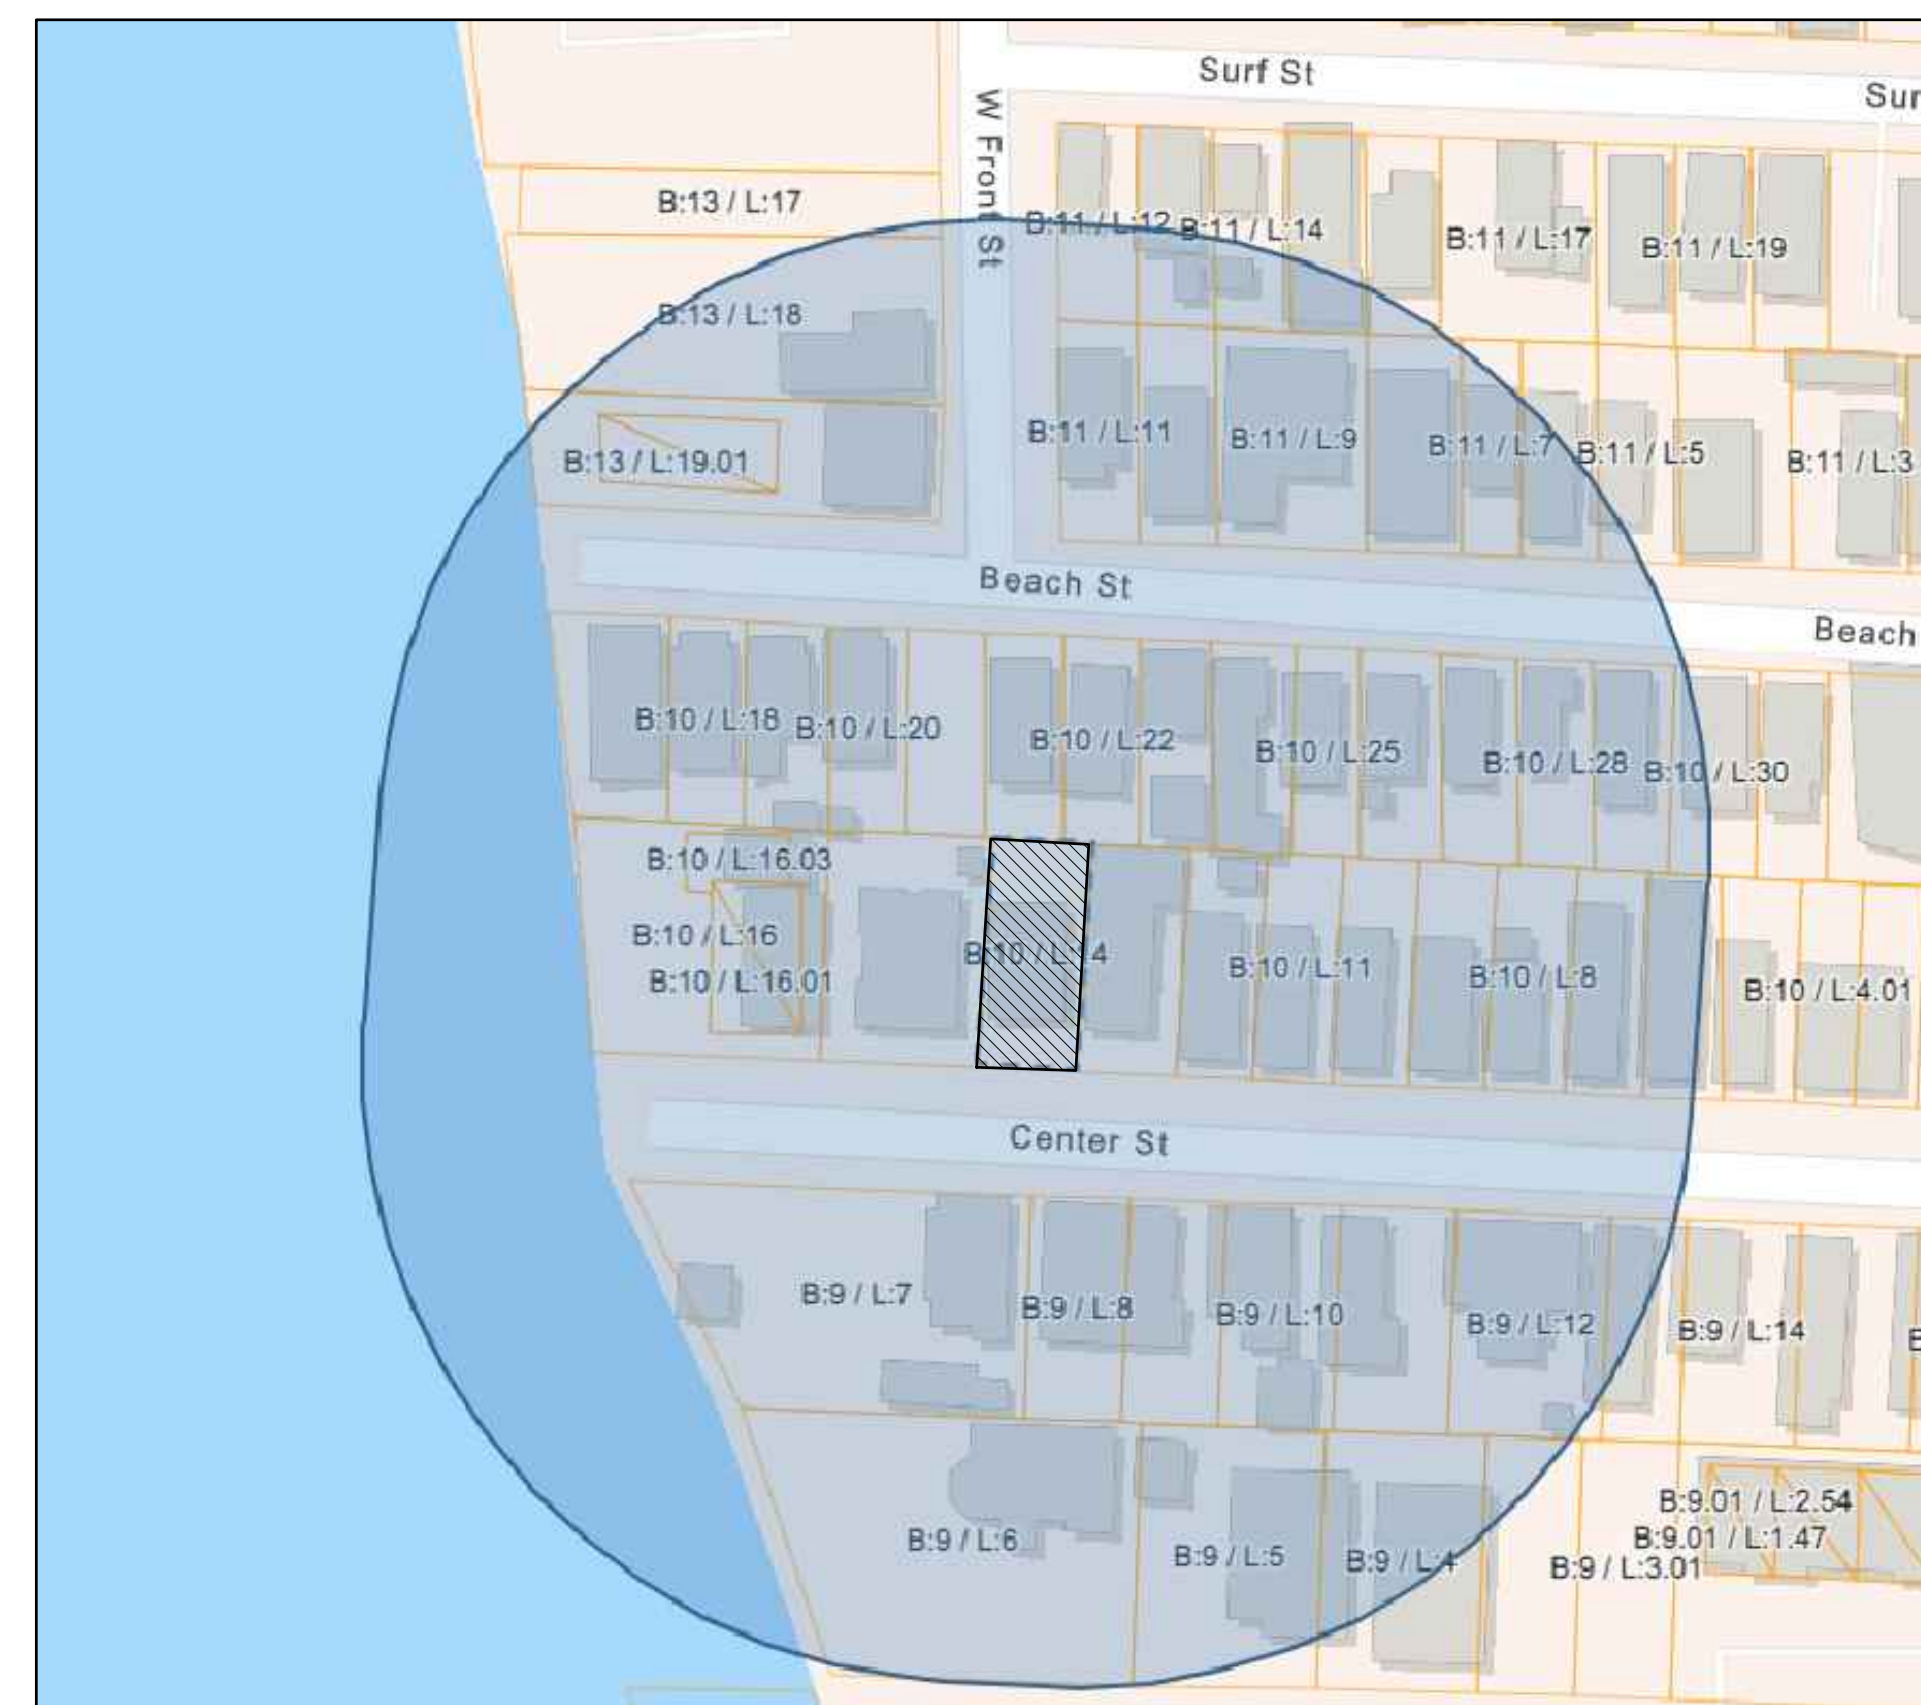 Surf St
Sur
W Front St
B:13 / L:17
B:11 / L:12
B:11 / L:14
B:11 / L:17
B:11 / L:19
B:13 / L:18
B:11 / L:11
B:11 / L:9
B:11 / L:7
B:11 / L:5
B:11 / L:3
B:13 / L:19.01
Beach St
Beach
B:10 / L:18
B:10 / L:20
B:10 / L:22
B:10 / L:25
B:10 / L:28
B:10 / L:30
B:10 / L:16.03
B:10 / L:16
B:10 / L:14
B:10 / L:11
B:10 / L:8
B:10 / L:4.01
B:10 / L:16.01
Center St
B:9 / L:7
B:9 / L:8
B:9 / L:10
B:9 / L:12
B:9 / L:14
B:9 / L:6
B:9 / L:5
B:9 / L:4
B:9.01 / L:2.54
B:9.01 / L:1.47
B:9 / L:3.01